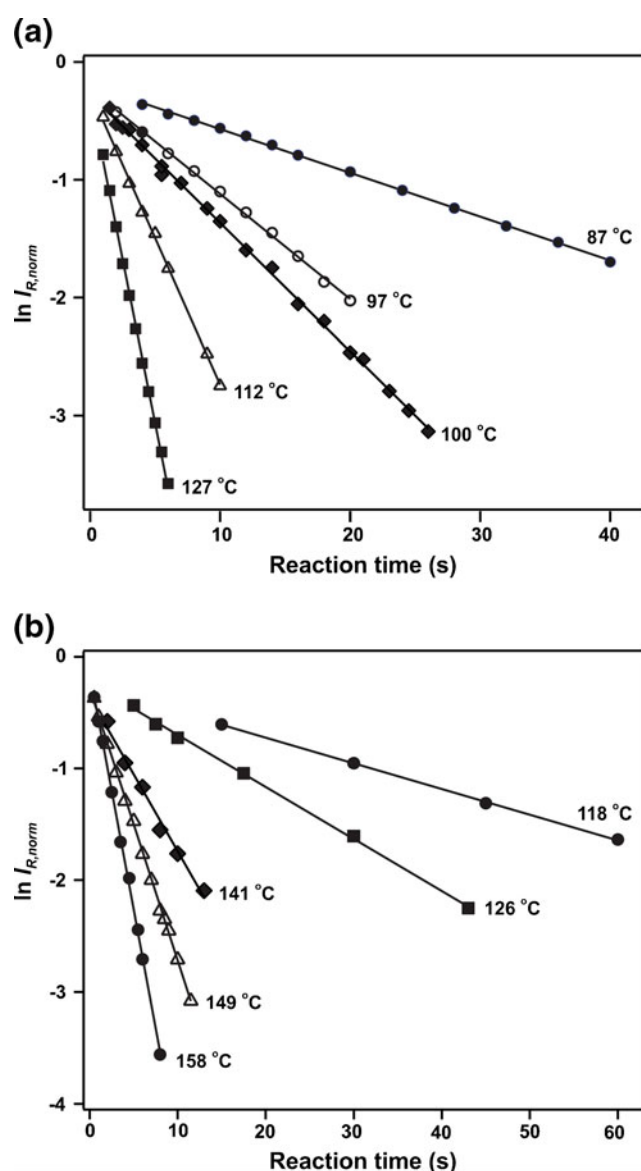 (a)
0
-1
-2
-3
ln I_R,norm
87 °C
97 °C
112 °C
100 °C
127 °C
0 10 20 30 40
Reaction time (s)
(b)
0
-1
-2
-3
-4
ln I_R,norm
118 °C
126 °C
141 °C
149 °C
158 °C
0 10 20 30 40 50 60
Reaction time (s)